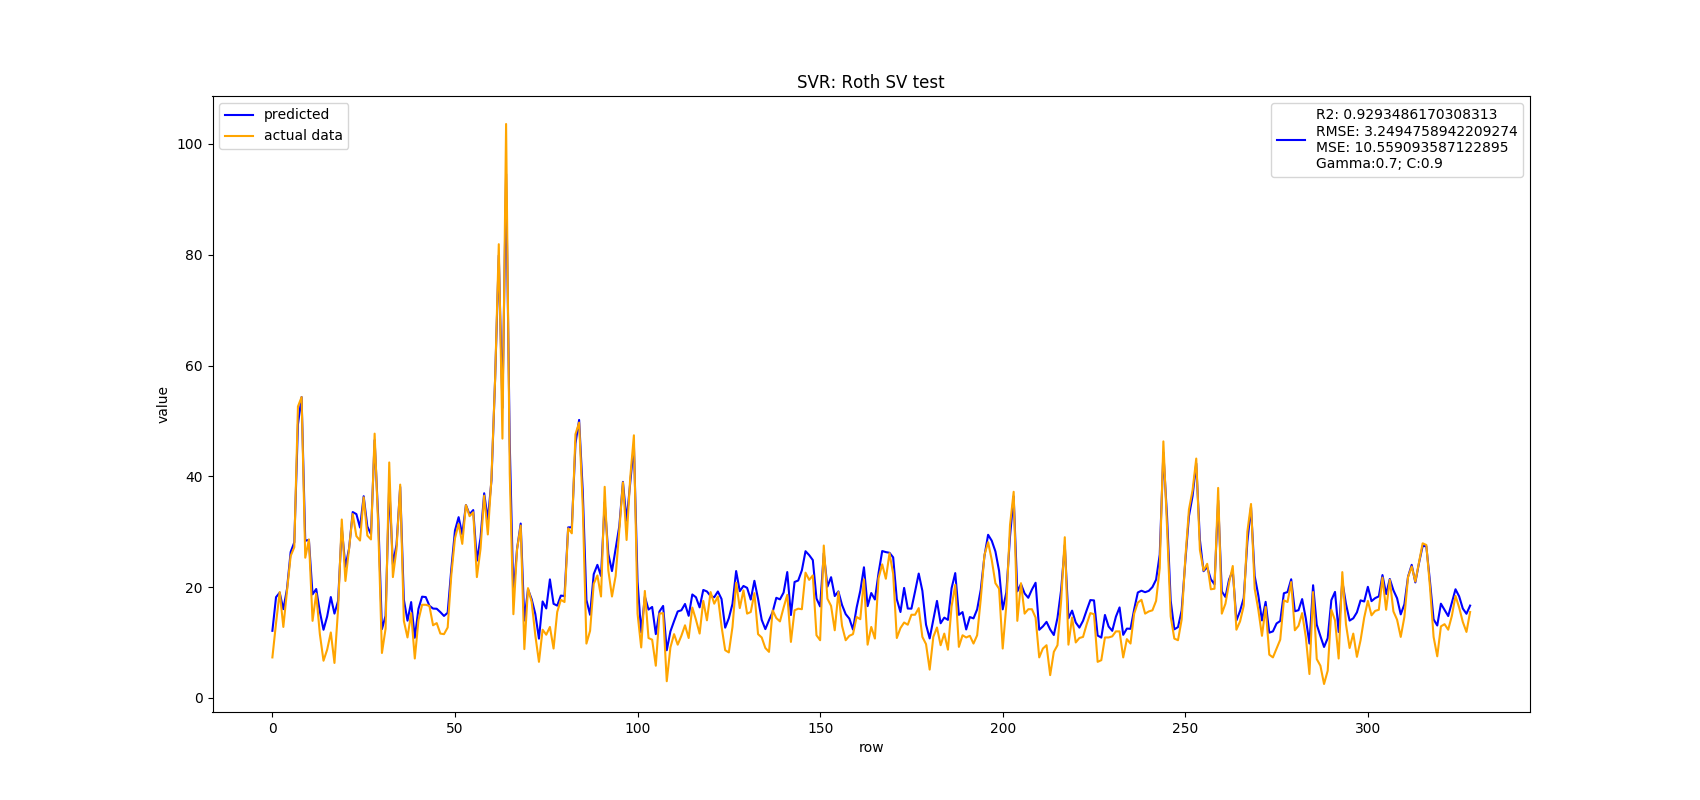 SVR: Roth SV test
predicted
actual data
R2: 0.9293486170308313
RMSE: 3.2494758942209274
MSE: 10.559093587122895
Gamma:0.7; C:0.9
100
80
60
40
20
0
value
0 50 100 150 200 250 300
row